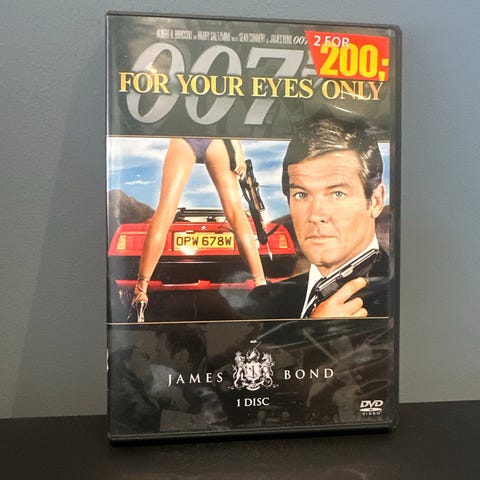 ALBERT R. BROCCOLI AND HARRY SALTZMAN SEAN CONNERY JAMES BOND 007
2 FOR
200;
007
FOR YOUR EYES ONLY
OPW 678W
JAMES BOND
1 DISC
DVD
VIDEO